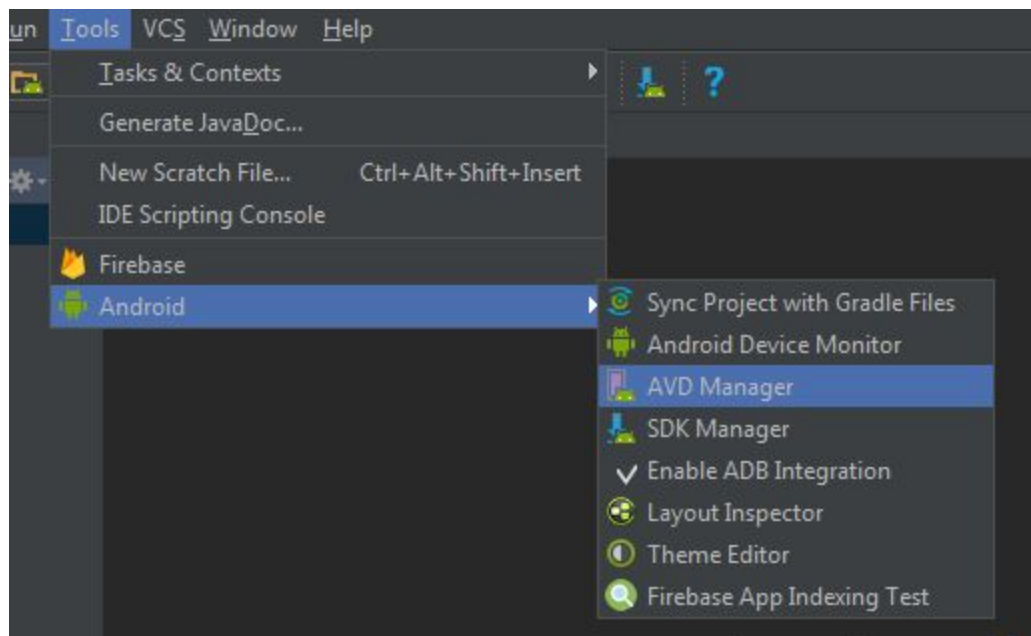 un Tools VCS Window Help
Tasks & Contexts
?
Generate JavaDoc...
New Scratch File... Ctrl+Alt+Shift+Insert
IDE Scripting Console
Firebase
Android
Sync Project with Gradle Files
Android Device Monitor
AVD Manager
SDK Manager
Enable ADB Integration
Layout Inspector
Theme Editor
Firebase App Indexing Test